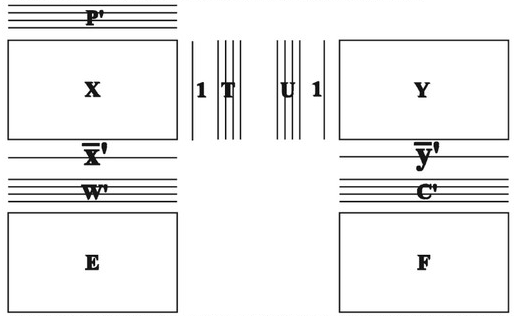 P'
X 1 T U 1 Y
x̅' y̅'
W' C'
E F